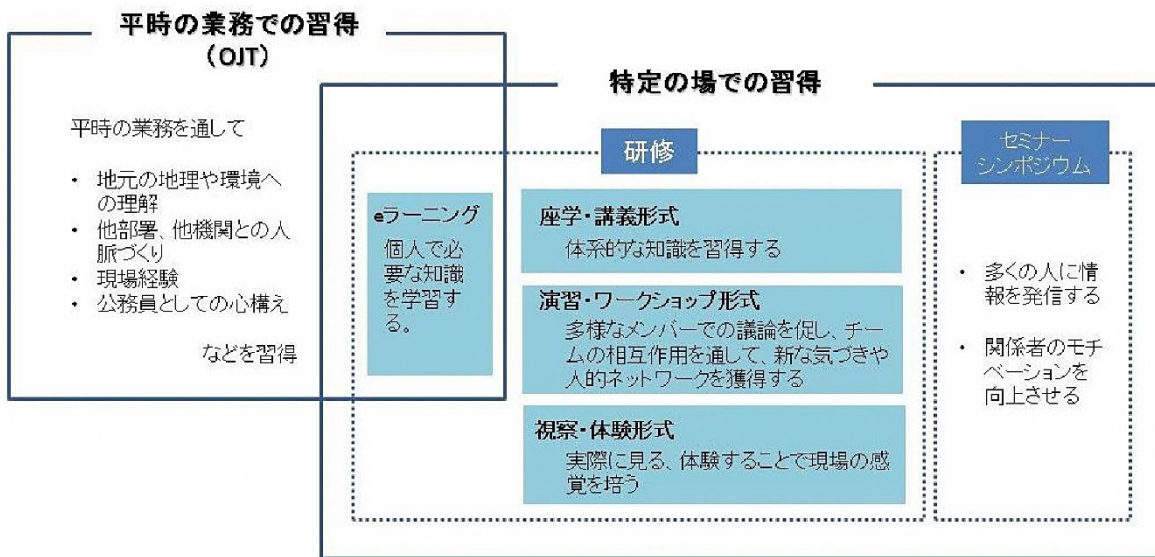 平時の業務での習得
(OJT)
平時の業務を通して
・ 地元の地理や環境へ
の理解
・ 他部署、他機関との人
脈づくり
・ 現場経験
・ 公務員としての心構え
などを習得
特定の場での習得
研修
eラーニング
個人で必
要な知識
を学習す
る。
座学・講義形式
体系的な知識を習得する
演習・ワークショップ形式
多様なメンバーでの議論を促し、チー
ムの相互作用を通して、新な気づきや
人的ネットワークを獲得する
視察・体験形式
実際に見る、体験することで現場の感
覚を培う
セミナー
シンポジウム
・ 多くの人に情
報を発信する
・ 関係者のモチ
ベーションを
向上させる